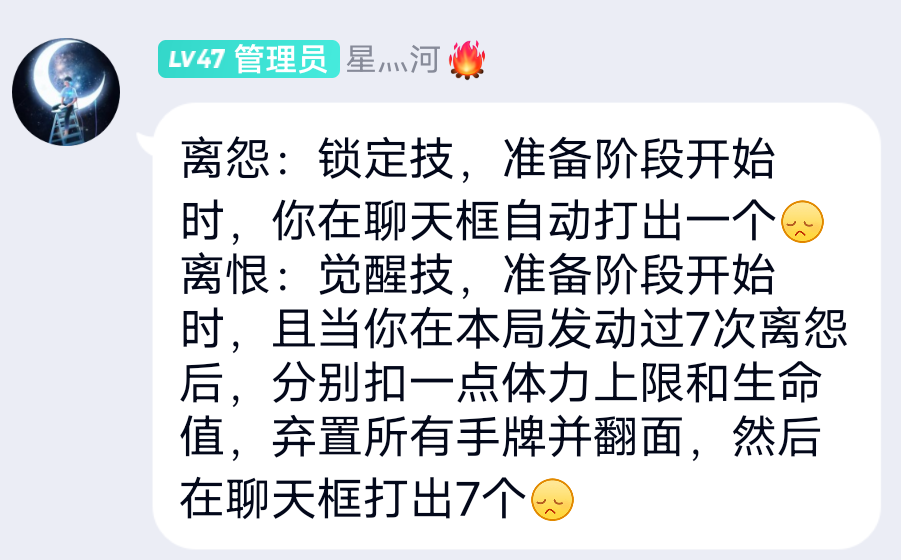 LV47 管理员 星灬河🔥
离怨：锁定技，准备阶段开始
时，你在聊天框自动打出一个😞
离恨：觉醒技，准备阶段开始
时，且当你在本局发动过7次离怨
后，分别扣一点体力上限和生命
值，弃置所有手牌并翻面，然后
在聊天框打出7个😞